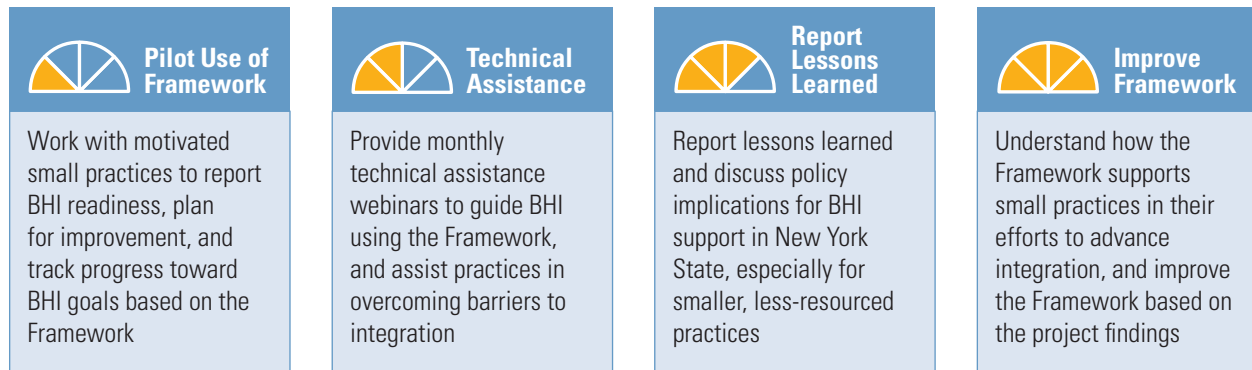 Pilot Use of
Framework
Work with motivated
small practices to report
BHI readiness, plan
for improvement, and
track progress toward
BHI goals based on the
Framework
Technical
Assistance
Provide monthly
technical assistance
webinars to guide BHI
using the Framework,
and assist practices in
overcoming barriers to
integration
Report
Lessons
Learned
Report lessons learned
and discuss policy
implications for BHI
support in New York
State, especially for
smaller, less-resourced
practices
Improve
Framework
Understand how the
Framework supports
small practices in their
efforts to advance
integration, and improve
the Framework based on
the project findings